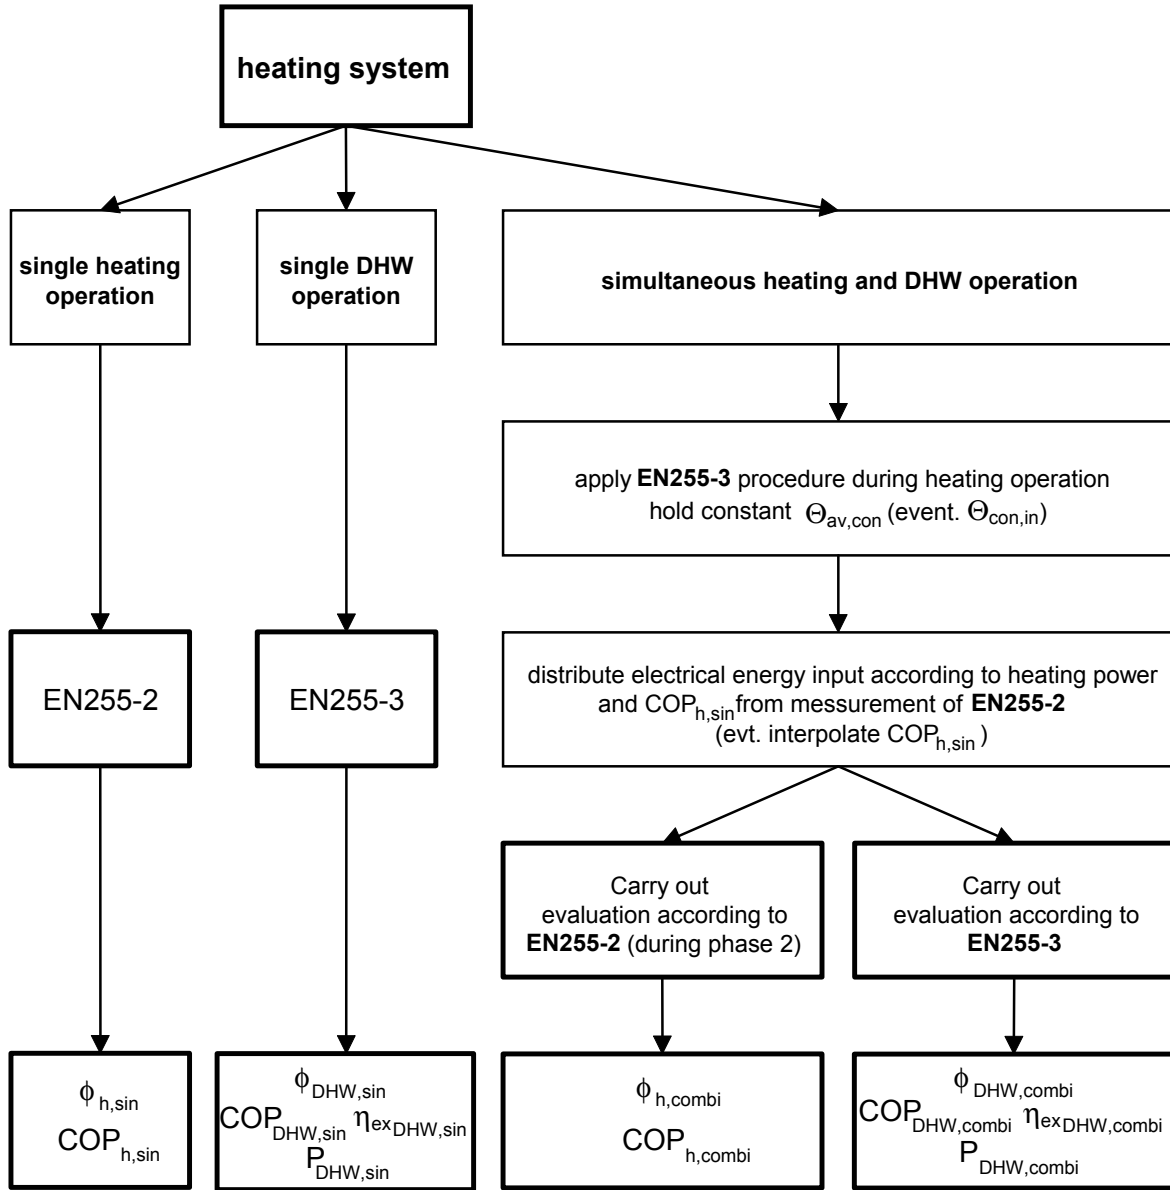 heating system
single heating
operation
single DHW
operation
simultaneous heating and DHW operation
apply EN255-3 procedure during heating operation
hold constant Θav,con (event. Θcon,in)
EN255-2
EN255-3
distribute electrical energy input according to heating power
and COPh,sin from messurement of EN255-2
(evt. interpolate COPh,sin )
Carry out
evaluation according to
EN255-2 (during phase 2)
Carry out
evaluation according to
EN255-3
ϕh,sin
COPh,sin
ϕDHW,sin
COPDHW,sin ηexDHW,sin
PDHW,sin
ϕh,combi
COPh,combi
ϕDHW,combi
COPDHW,combi ηexDHW,combi
PDHW,combi